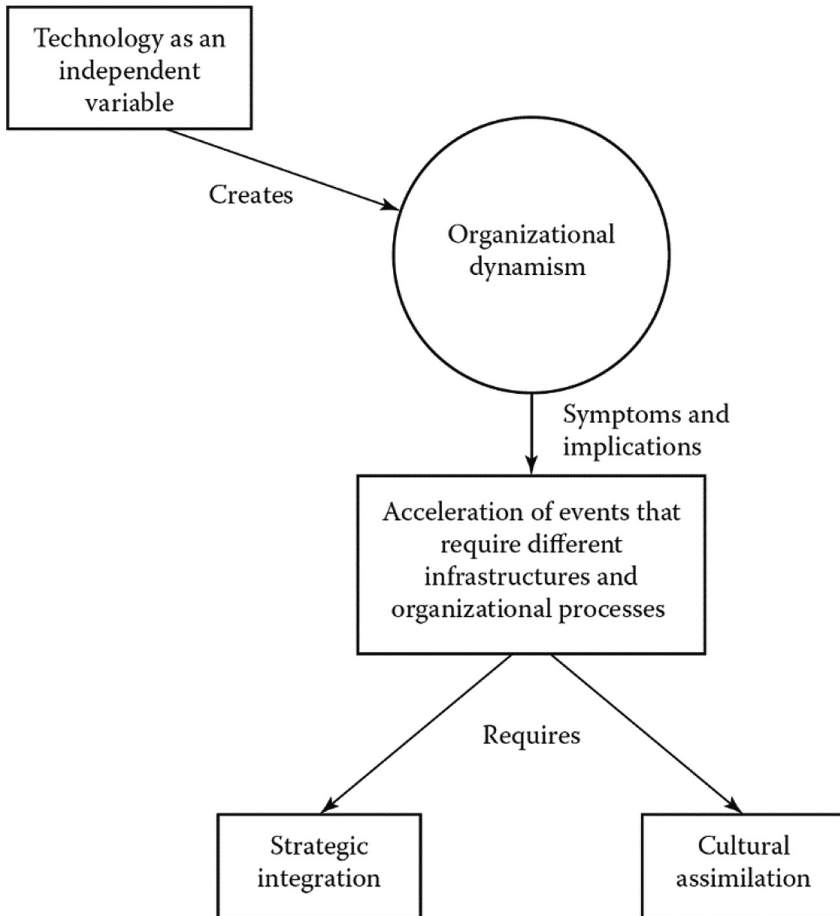 Technology as an
independent
variable
Creates
Organizational
dynamism
Symptoms and
implications
Acceleration of events that
require different
infrastructures and
organizational processes
Requires
Strategic
integration
Cultural
assimilation